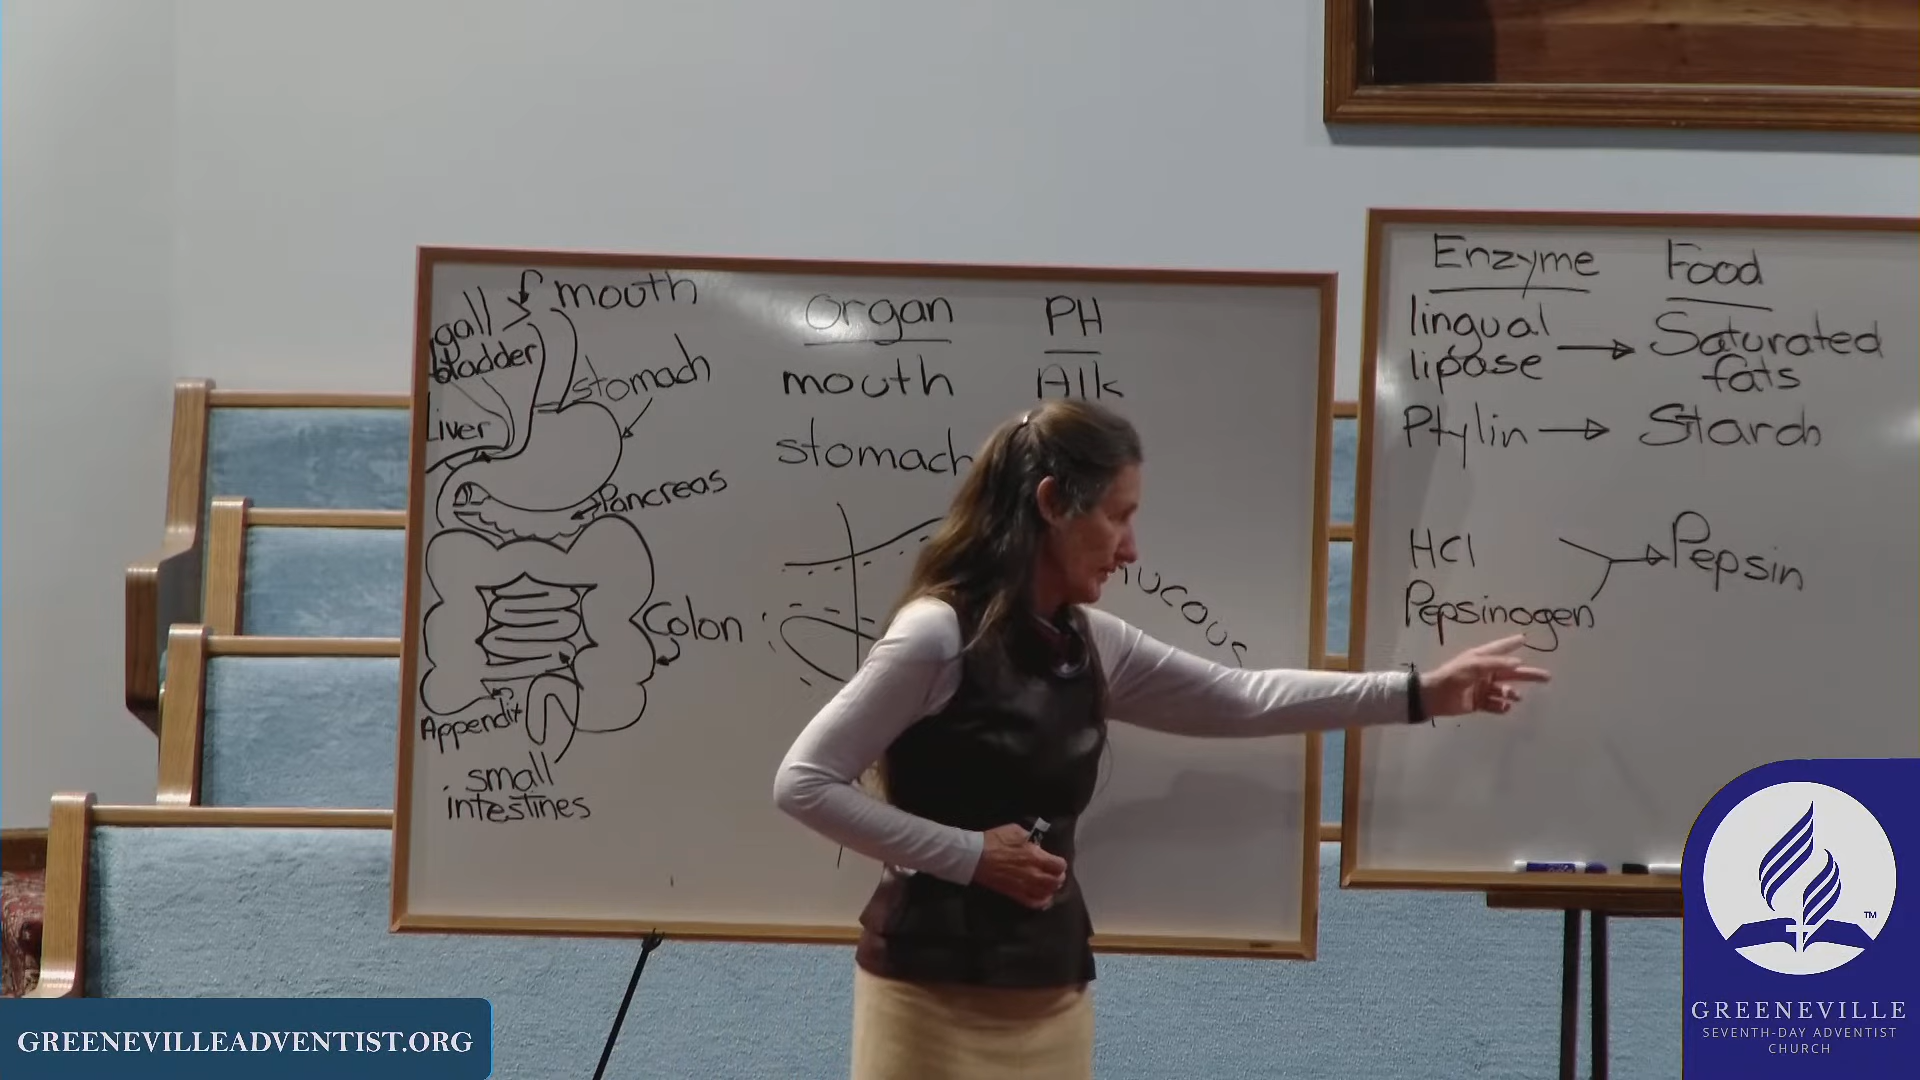 mouth
gall
bladder
stomach
Liver
Pancreas
Colon
Appendix
small
intestines
Organ PH
mouth Alk
stomach
Enzyme Food
lingual
lipase Saturated
fats
Ptylin Starch
HCl
Pepsinogen Pepsin
GREENEVILLEADVENTIST.ORG
TM
GREENEVILLE
SEVENTH-DAY ADVENTIST
CHURCH